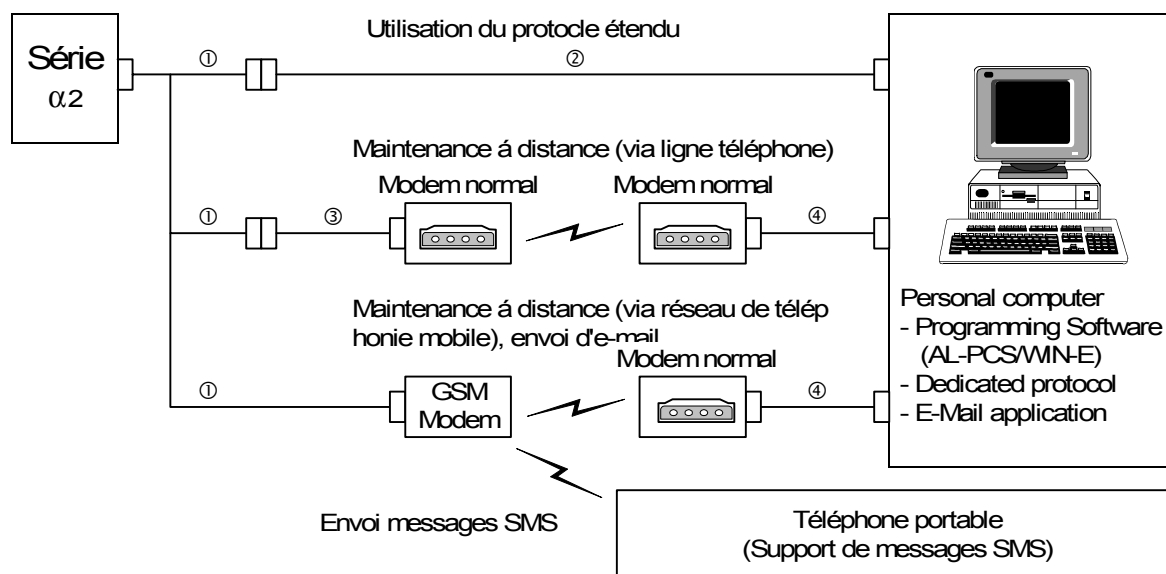 Série
α2
Utilisation du protocle étendu
①
②
Maintenance á distance (via ligne téléphone)
Modem normal
Modem normal
①
③
④
Maintenance á distance (via réseau de télép
honie mobile), envoi d'e-mail
Modem normal
①
GSM
Modem
④
Personal computer
- Programming Software
(AL-PCS/WIN-E)
- Dedicated protocol
- E-Mail application
Envoi messages SMS
Téléphone portable
(Support de messages SMS)